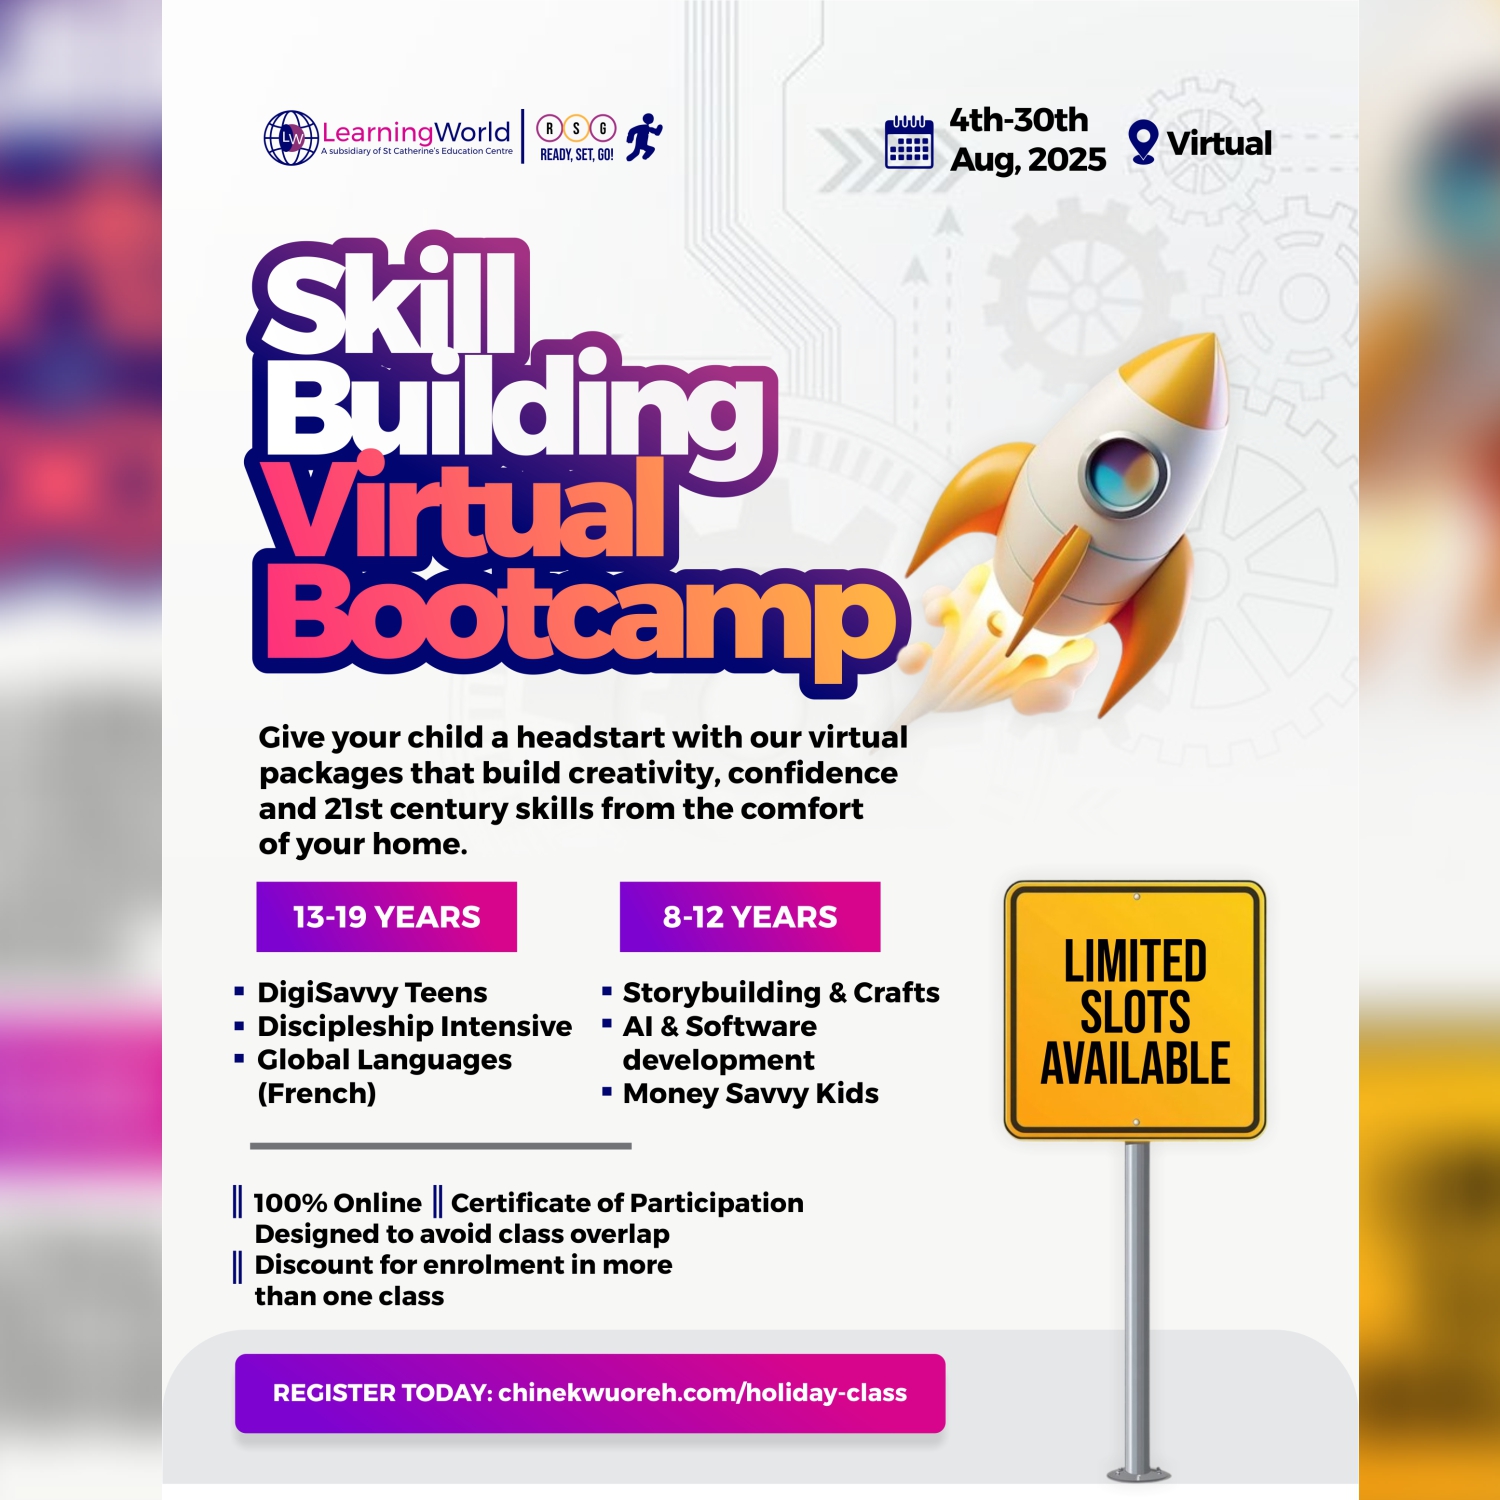 LW
LearningWorld
A subsidiary of St Catherine's Education Centre
R S G
READY, SET, GO!
4th-30th
Aug, 2025
Virtual
Skill
Building
Virtual
Bootcamp
Give your child a headstart with our virtual
packages that build creativity, confidence
and 21st century skills from the comfort
of your home.
13-19 YEARS
DigiSavvy Teens
Discipleship Intensive
Global Languages
(French)
8-12 YEARS
Storybuilding & Crafts
AI & Software
development
Money Savvy Kids
LIMITED
SLOTS
AVAILABLE
100% Online
Certificate of Participation
Designed to avoid class overlap
Discount for enrolment in more
than one class
REGISTER TODAY: chinekwuoreh.com/holiday-class